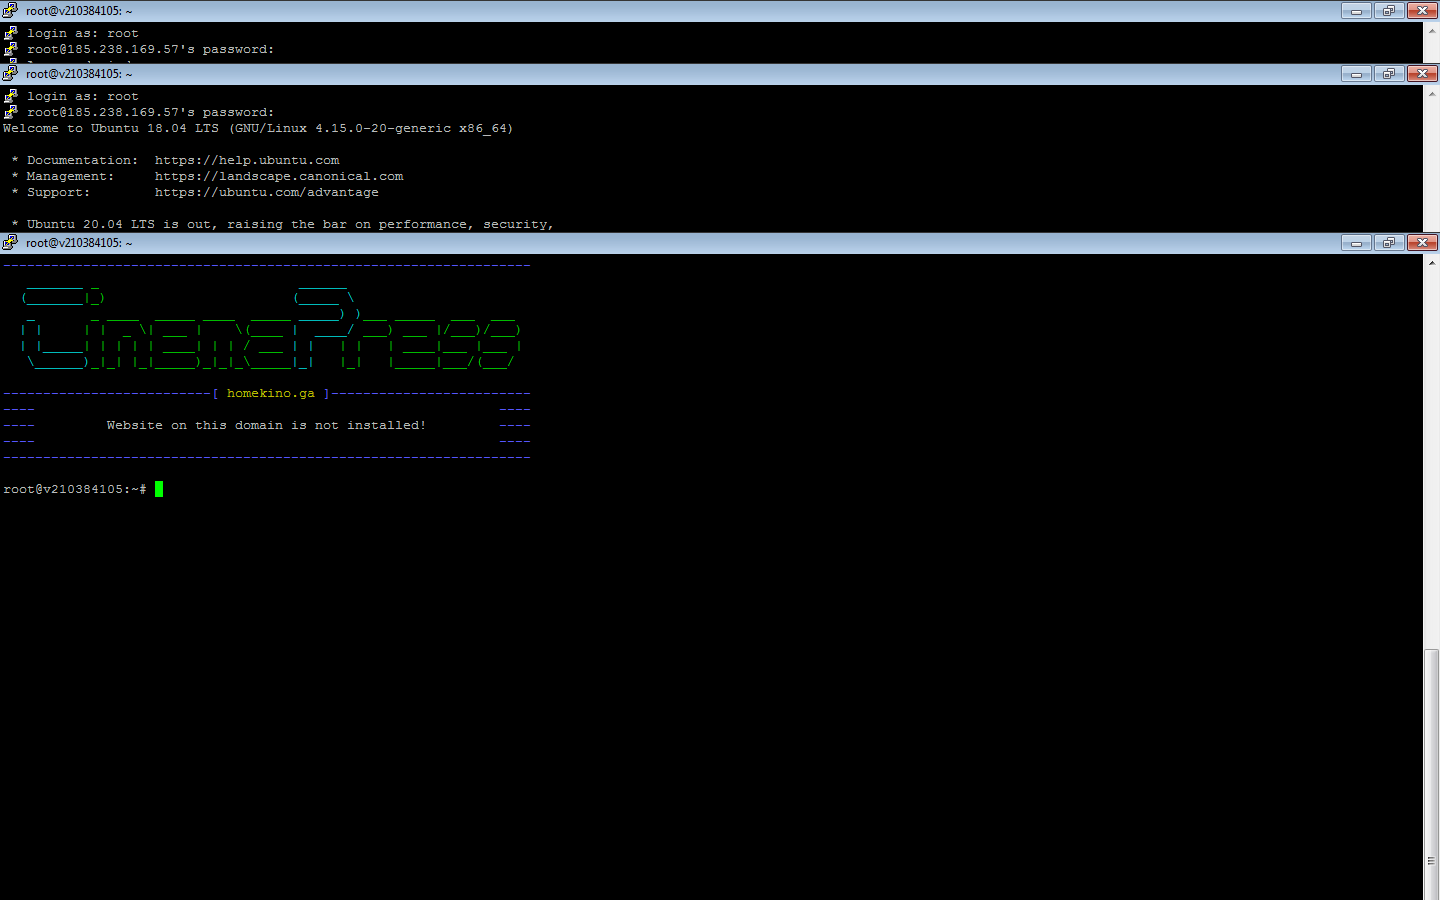 root@v210384105: ~
login as: root
root@185.238.169.57's password:
root@v210384105: ~
login as: root
root@185.238.169.57's password:
Welcome to Ubuntu 18.04 LTS (GNU/Linux 4.15.0-20-generic x86_64)
* Documentation:  https://help.ubuntu.com
* Management:     https://landscape.canonical.com
* Support:        https://ubuntu.com/advantage
* Ubuntu 20.04 LTS is out, raising the bar on performance, security,
root@v210384105: ~
CinemaPress
[ homekino.ga ]
Website on this domain is not installed!
root@v210384105:~#